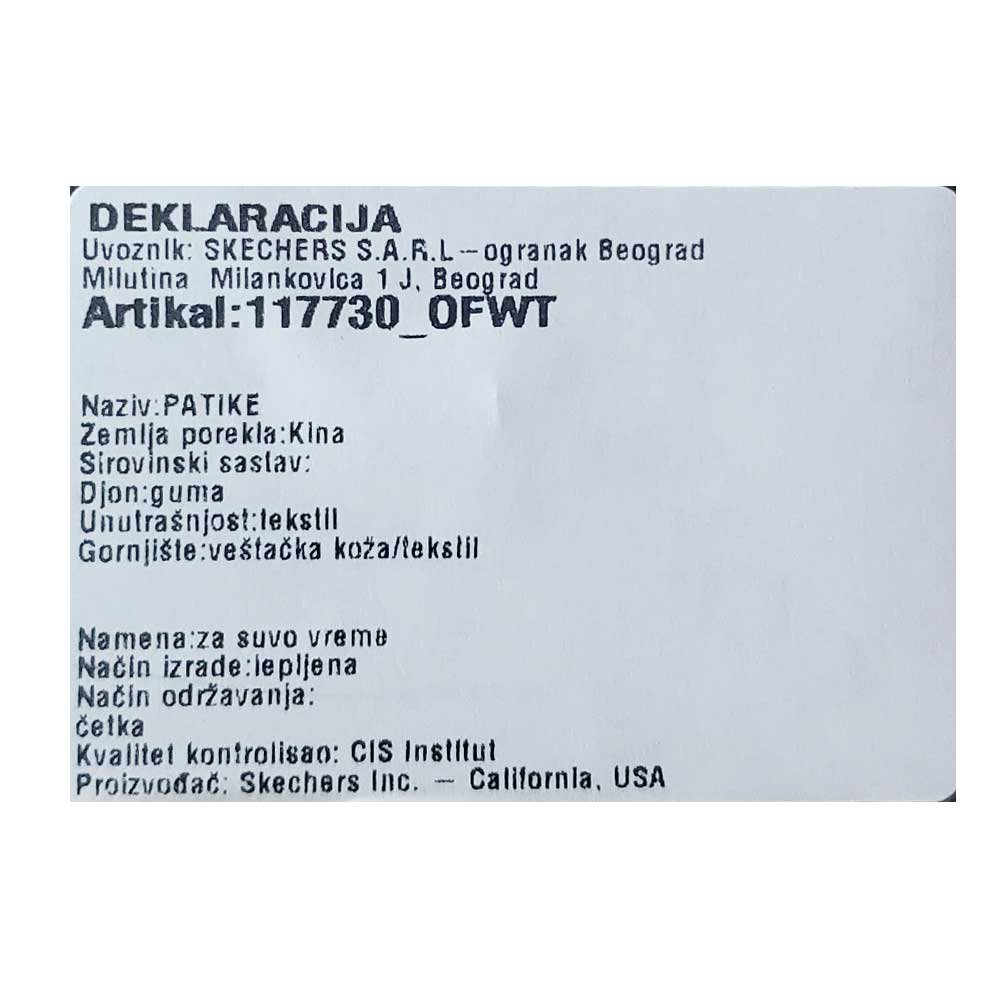 DEKLARACIJA
Uvoznik: SKECHERS S.A.R.L – ogranak Beograd
Milutina Milankovica 1 J, Beograd
Artikal:117730_OFWT
Naziv:PATIKE
Zemlja porekla:Kina
Sirovinski sastav:
Djon:guma
Unutrašnjost:tekstil
Gornjište:veštačka koža/tekstil
Namena:za suvo vreme
Način izrade:lepljena
Način održavanja:
četka
Kvalitet kontrolisao: CIS Institut
Proizvođač: Skechers Inc. – California, USA